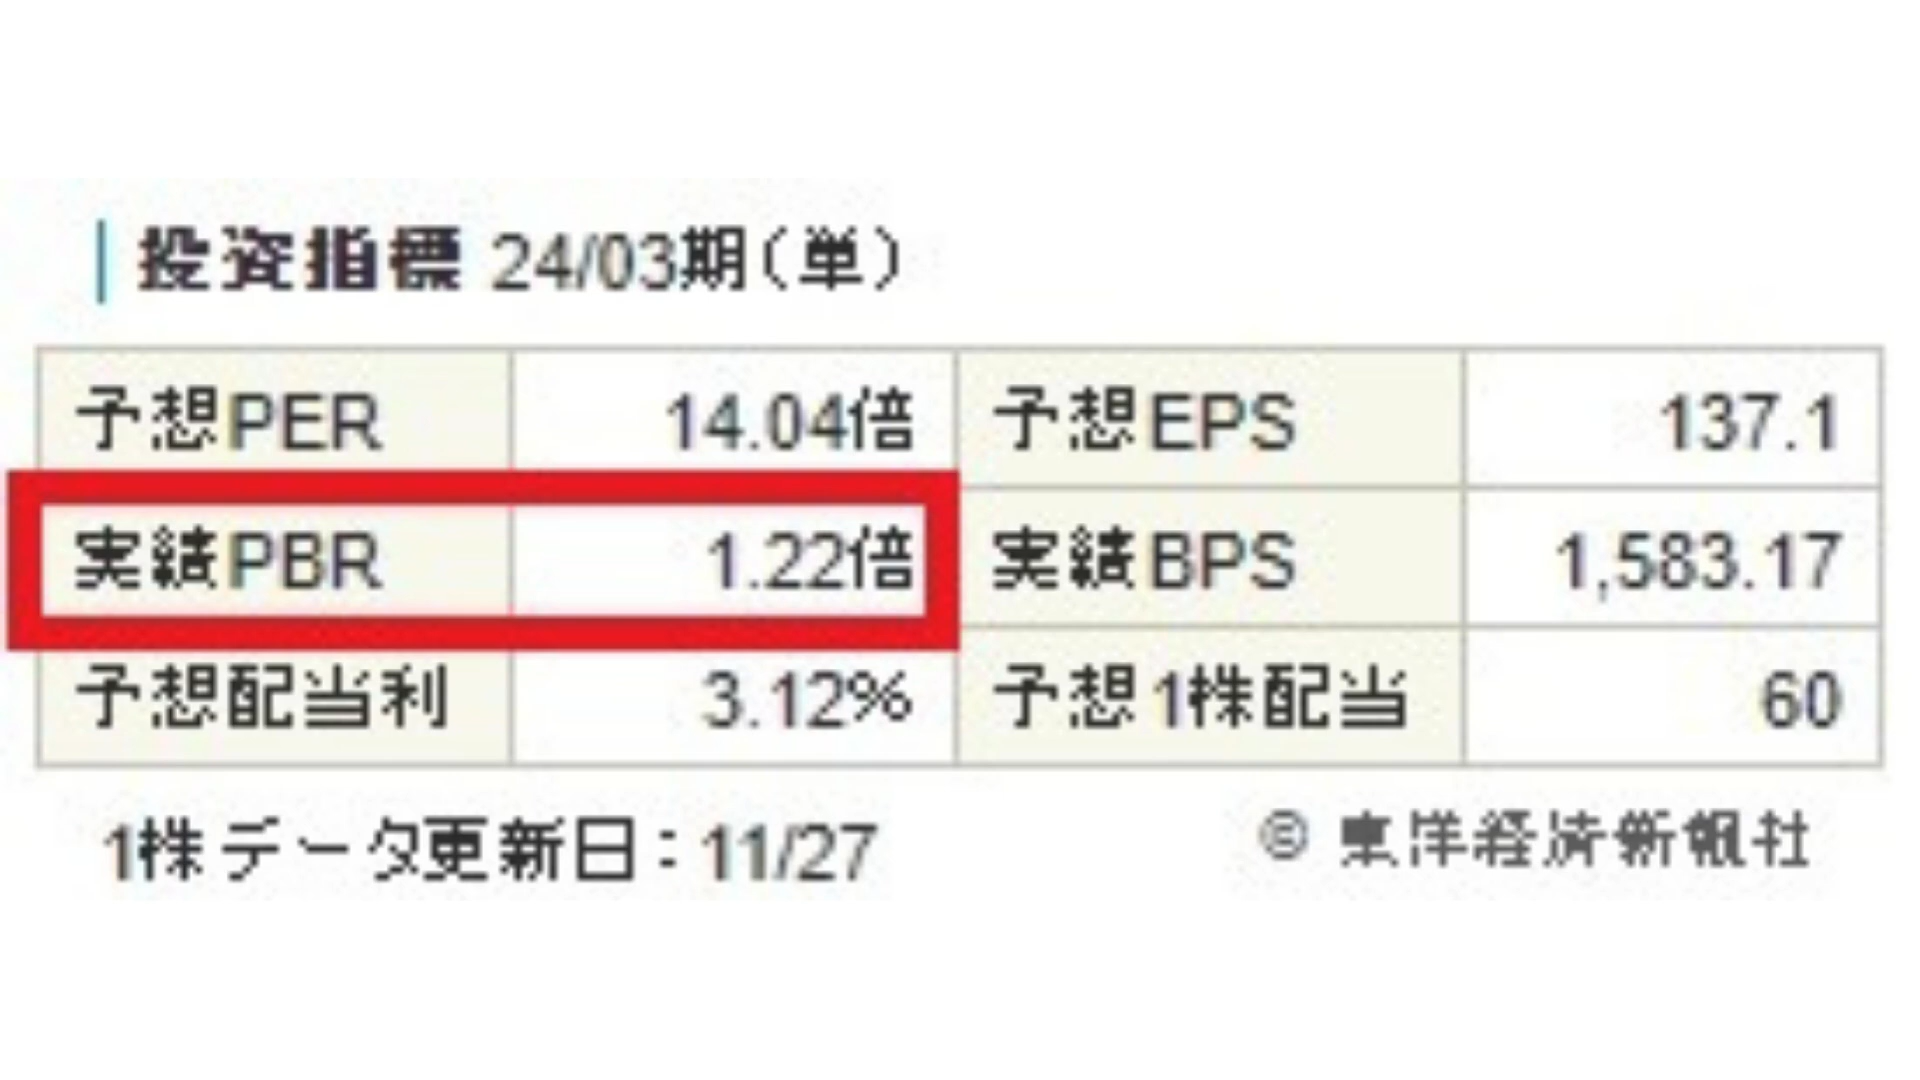 投資指標 24/03期(単)
予想PER 14.04倍 予想EPS 137.1
実績PBR 1.22倍 実績BPS 1,583.17
予想配当利 3.12% 予想1株配当 60
1株データ更新日:11/27 © 東洋経済新報社